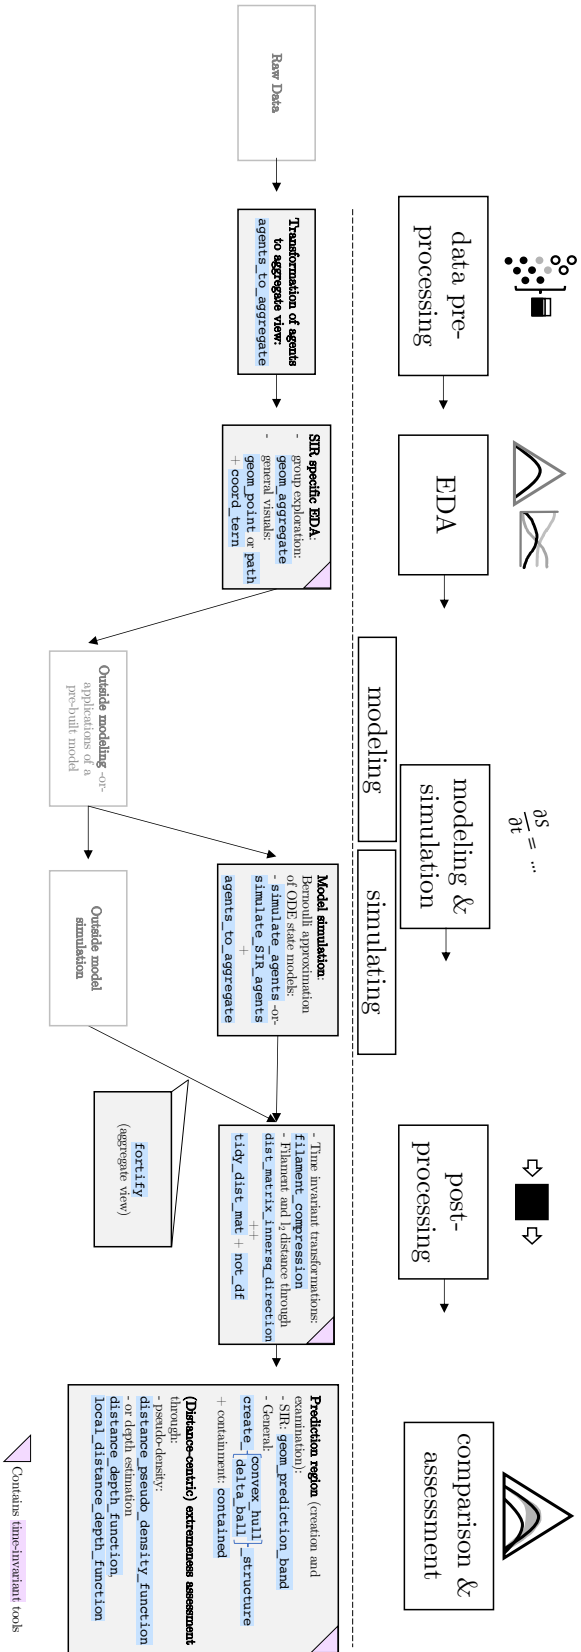 data pre-
processing
EDA
modeling &
simulation
post-
processing
comparison &
assessment
∂S
∂t
= ...
modeling
simulating
Raw Data
Transformation of agents
to aggregate view:
agents_to_aggregate
SIR specific EDA:
- group exploration:
geom_aggregate
- general visuals:
geom_point or path
+ coord_tern
Outside modeling -or-
applications of a
pre-built model
Model simulation:
Bernoulli approximation
of ODE state models:
- simulate_agents -or-
simulate_SIR_agents
+
agents_to_aggregate
Outside model
simulation
fortify
(aggregate view)
- Time invariant transformations:
filament_compression
- Filament and l₂ distance through
dist_matrix_innersq_direction
++
tidy_dist_mat + not_df
Prediction region (creation and
examination):
- SIR: geom_prediction_band
- General:
create_[convex_hull
delta_ball]_structure
+ containment: contained
(Distance-centric) extremeness assessment
through:
- pseudo-density:
distance_pseudo_density_function
- or depth estimation
distance_depth_function,
local_distance_depth_function
Contains time-invariant tools